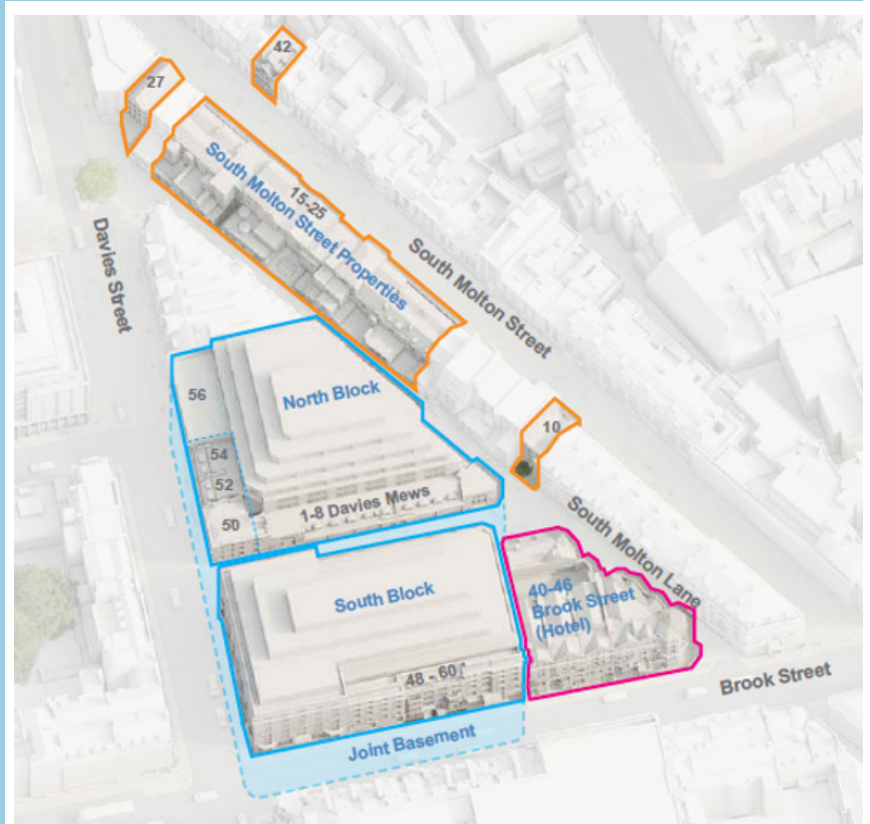 42
27
South Molton Street Properties
15-25
Davies Street
South Molton Street
North Block
56
54
52
50
1-8 Davies Mews
10
South Molton Lane
South Block
48 - 60
40-46
Brook Street
(Hotel)
Brook Street
Joint Basement